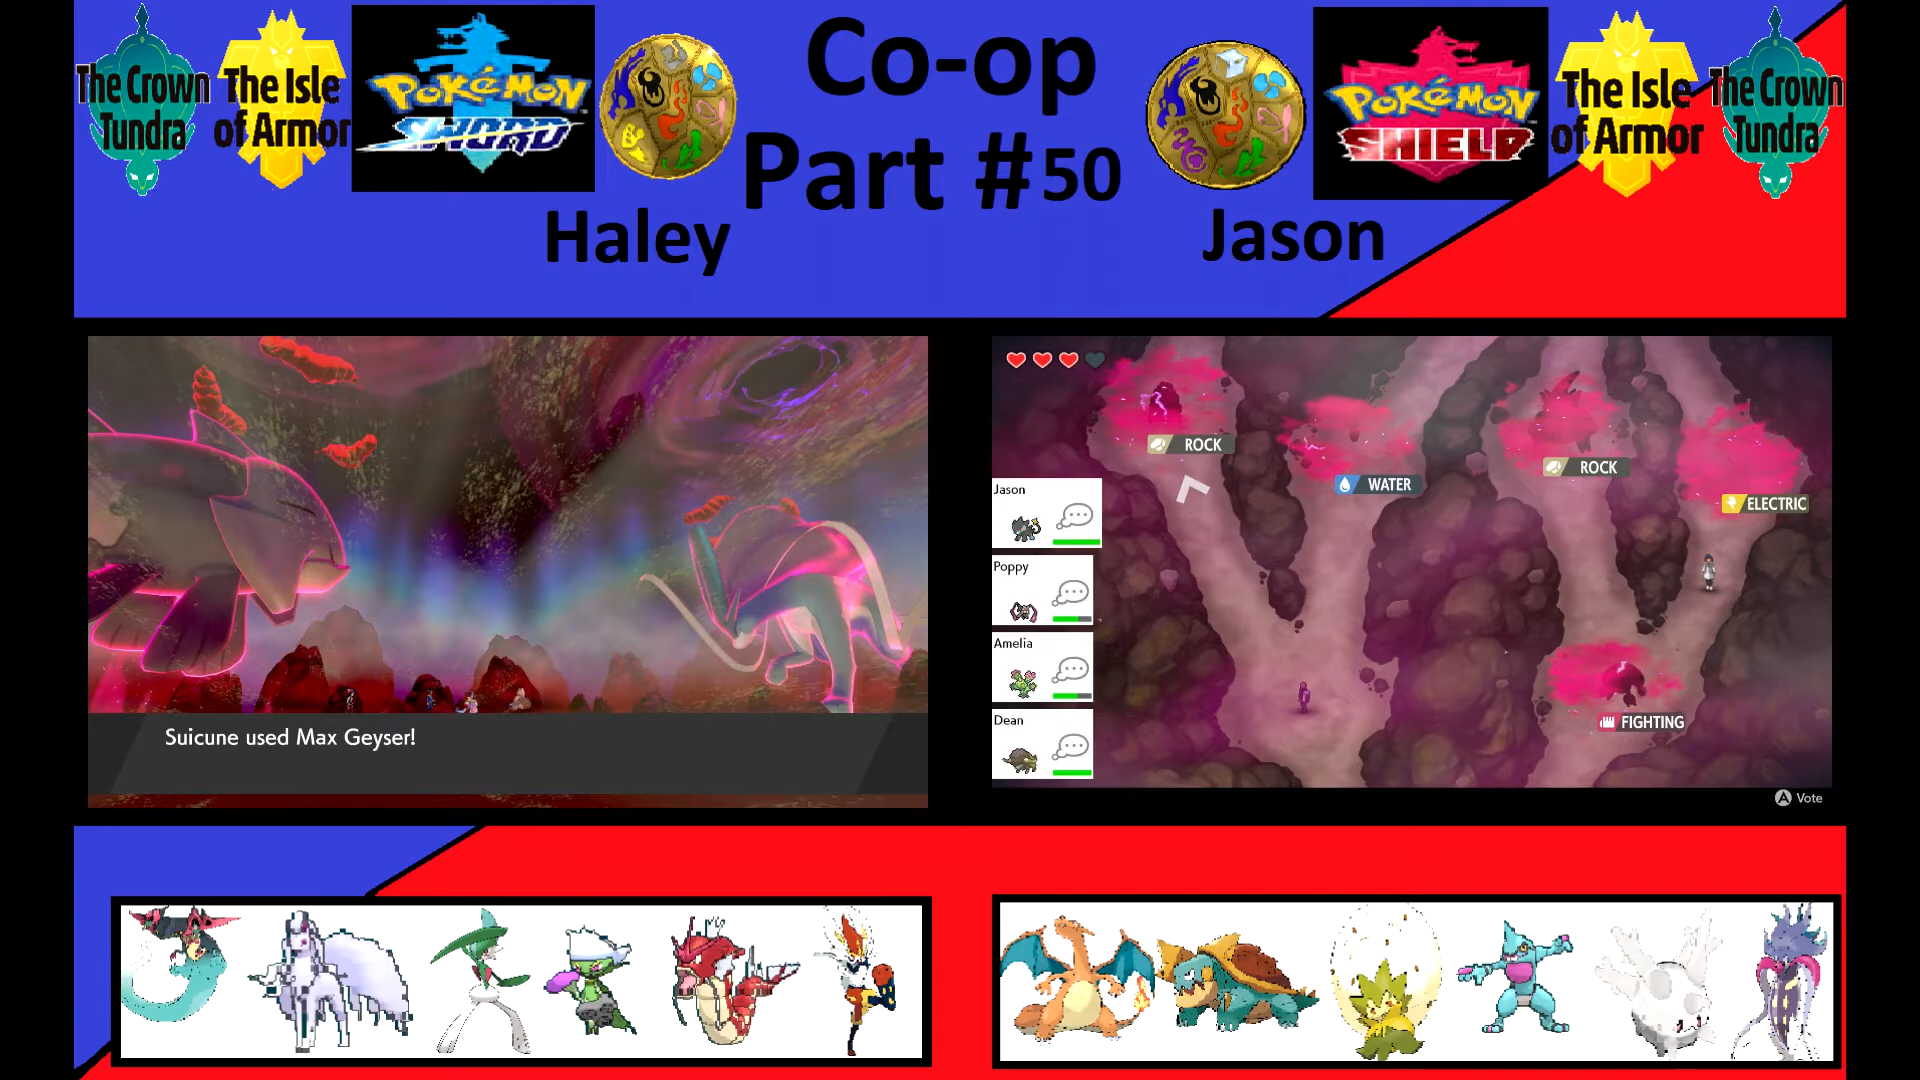 The Crown
Tundra
The Isle
of Armor
POKéMON
SWORD
Co-op
Part #50
POKéMON
SHIELD
The Isle
of Armor
The Crown
Tundra
Haley
Jason
Suicune used Max Geyser!
ROCK
WATER
ROCK
ELECTRIC
FIGHTING
Jason
Poppy
Amelia
Dean
A Vote